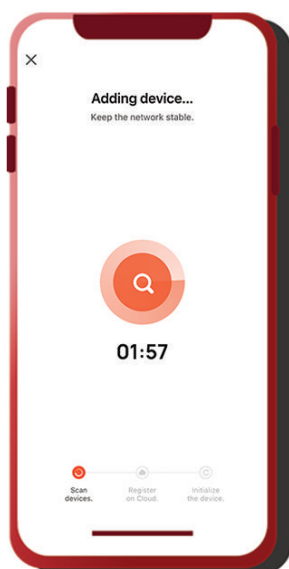 Adding device...
Keep the network stable.
01:57
Scan Register Initialize
devices. on Cloud. the device.